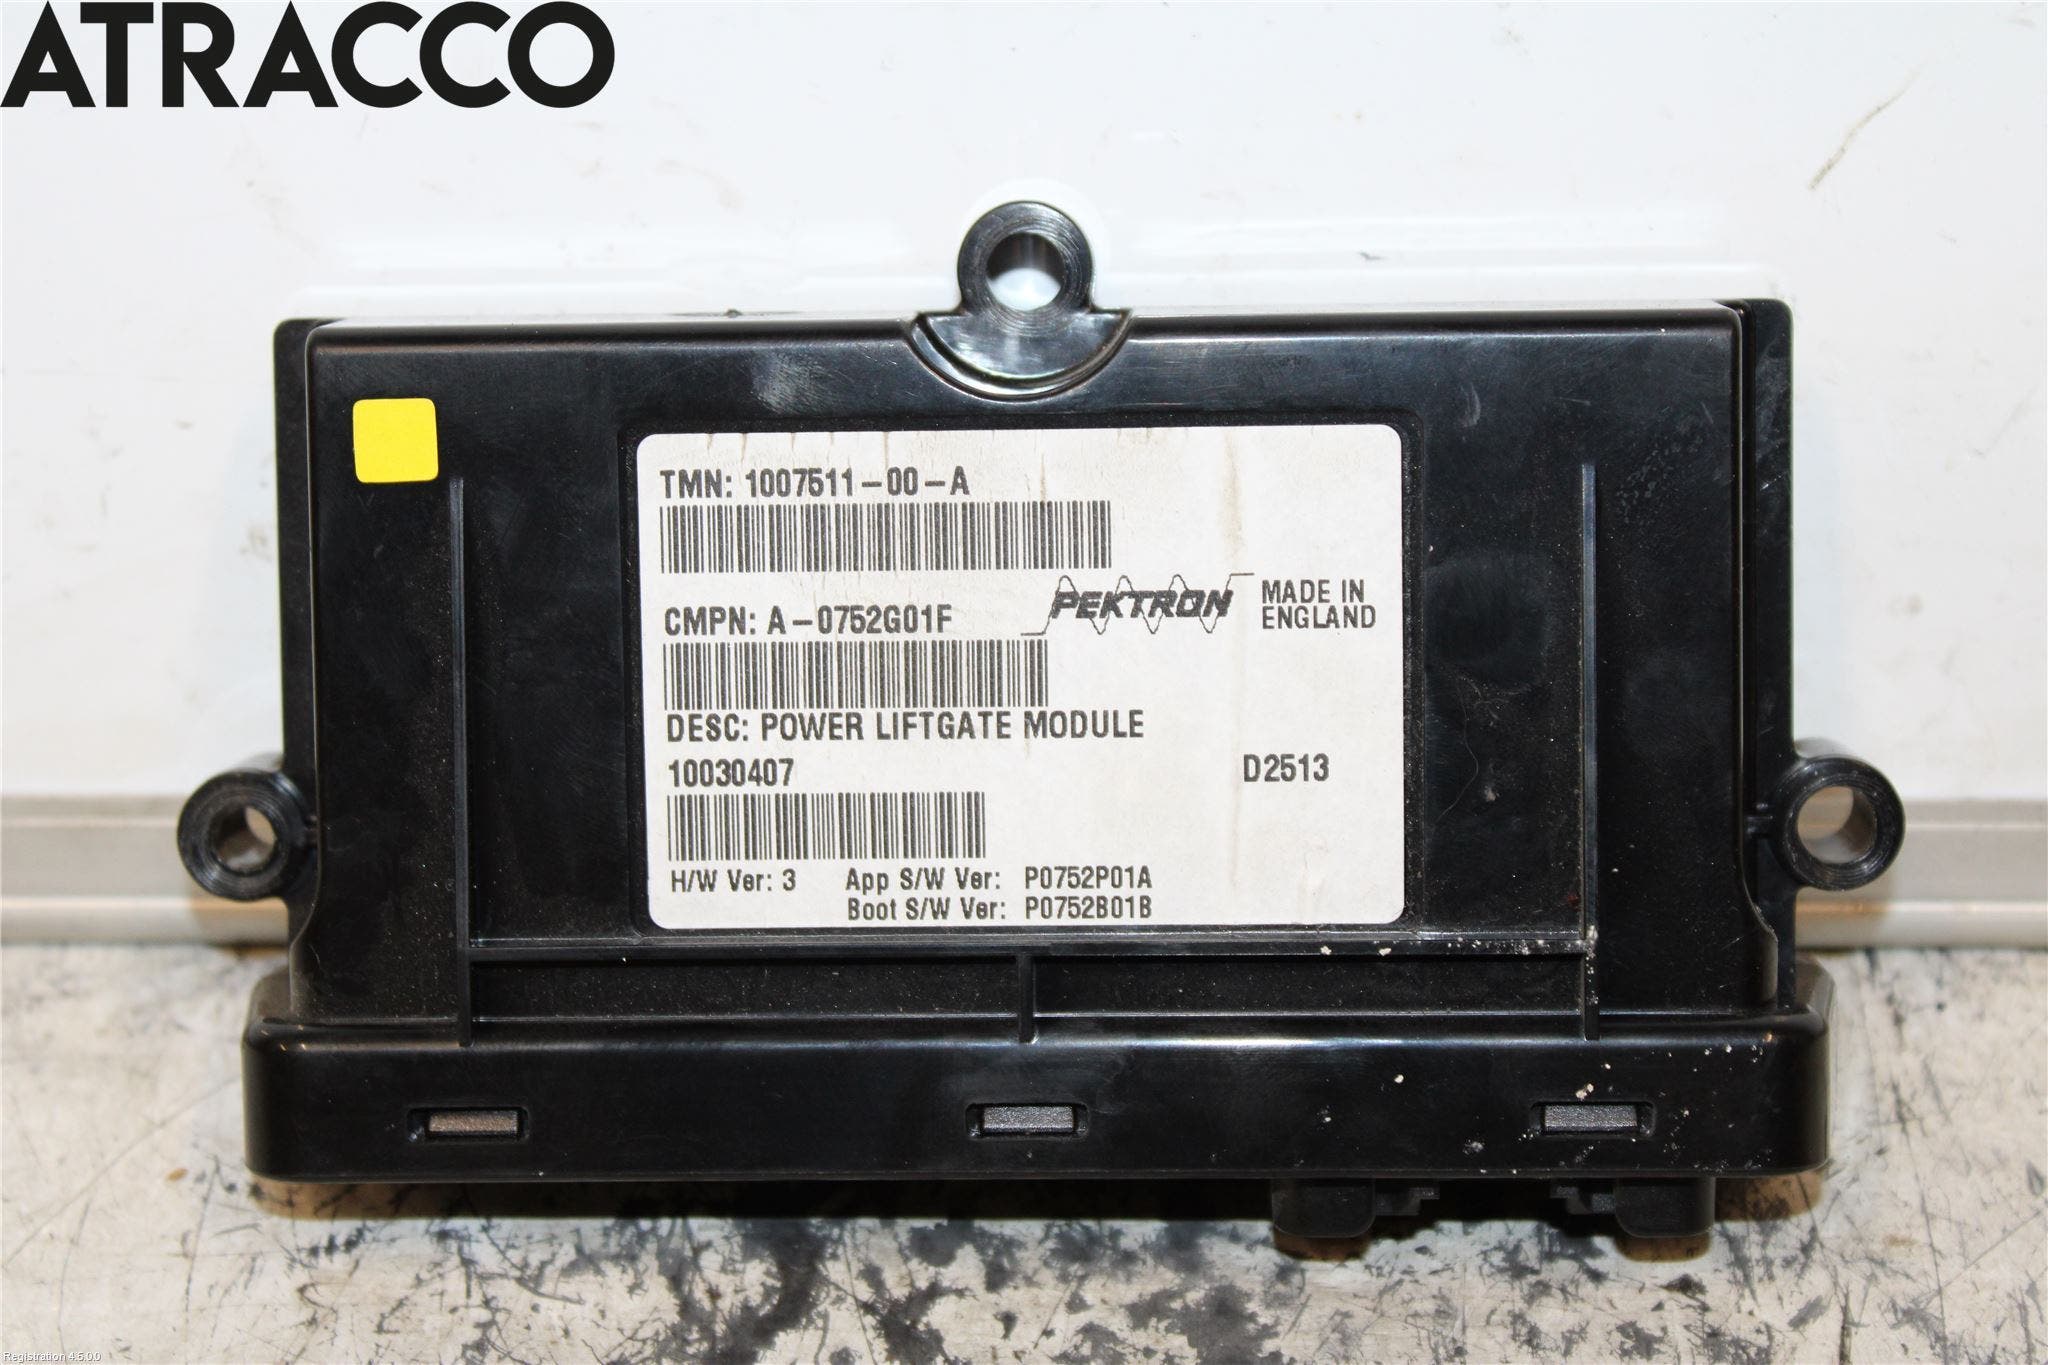 ATRACCO
TMN: 1007511-00-A
CMPN: A-0752G01F
PEKTRON
MADE IN
ENGLAND
DESC: POWER LIFTGATE MODULE
10030407
D2513
H/W Ver: 3
App S/W Ver: P0752P01A
Boot S/W Ver: P0752B01B
Registration 4.5.0.0